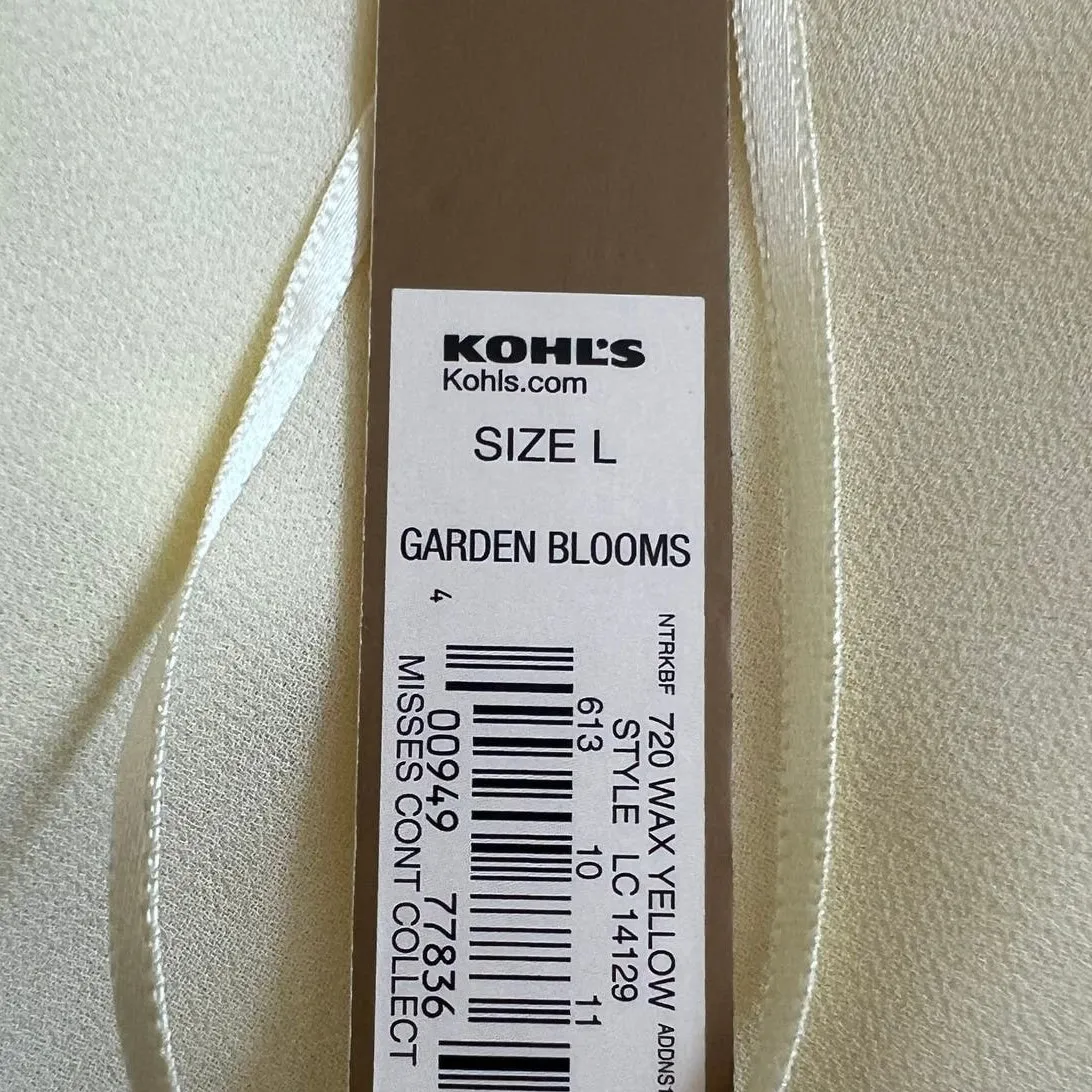 KOHL'S
Kohls.com
SIZE L
GARDEN BLOOMS
NTRKBF 720 WAX YELLOW
STYLE LC 14129
613 10 11
4 00949 77836
MISSES CONT COLLECT